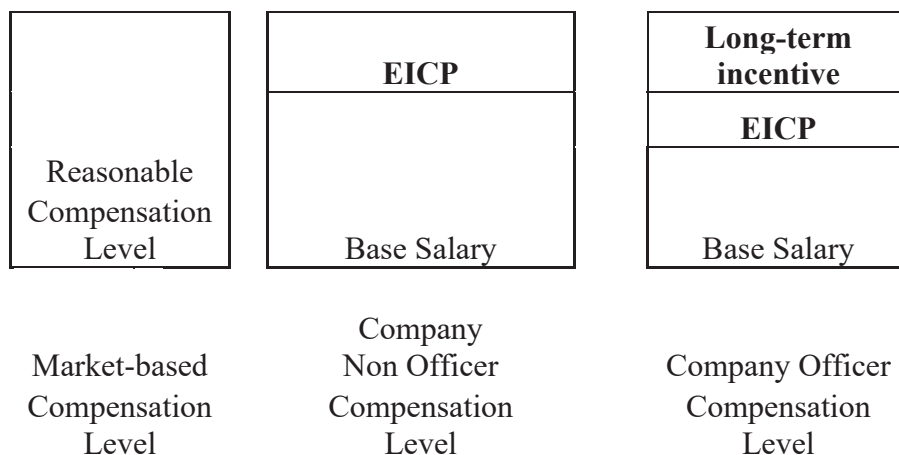 Reasonable
Compensation
Level
EICP
Base Salary
Long-term
incentive
EICP
Base Salary
Market-based
Compensation
Level
Company
Non Officer
Compensation
Level
Company Officer
Compensation
Level